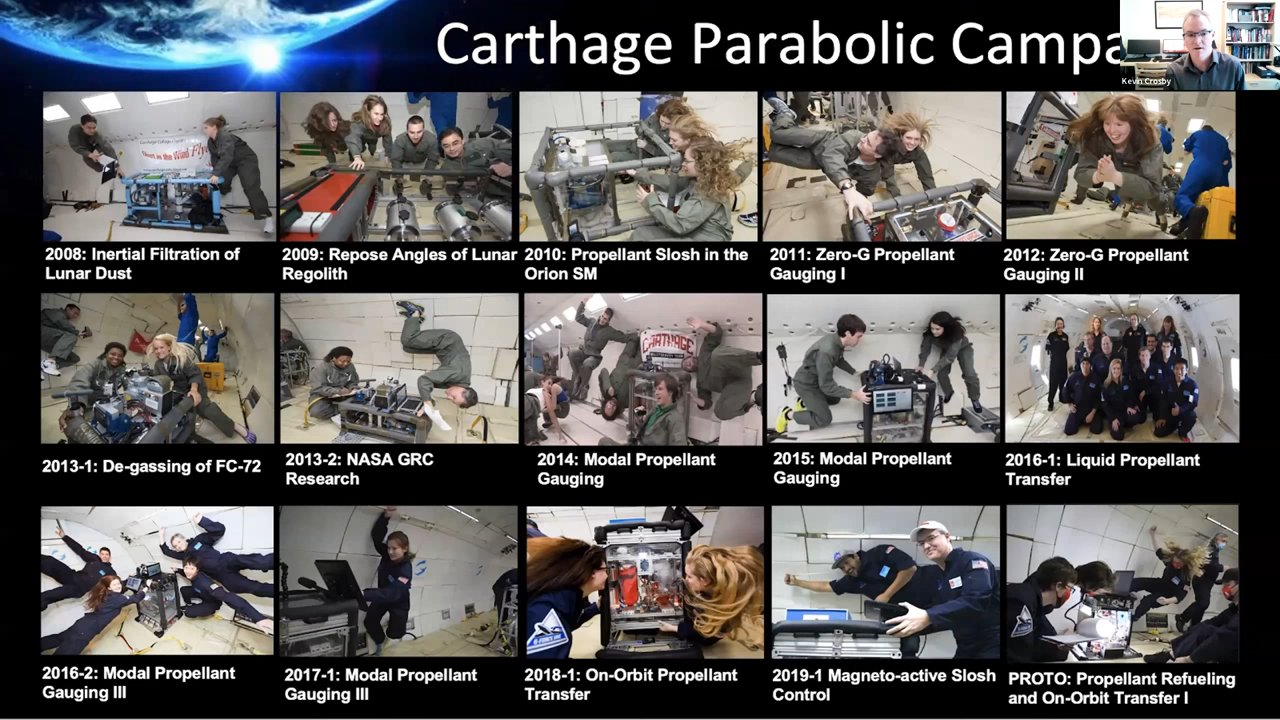 Carthage Parabolic Campa
Kevin Crosby
2008: Inertial Filtration of
Lunar Dust
2009: Repose Angles of Lunar
Regolith
2010: Propellant Slosh in the
Orion SM
2011: Zero-G Propellant
Gauging I
2012: Zero-G Propellant
Gauging II
CARTHAGE
2013-1: De-gassing of FC-72
2013-2: NASA GRC
Research
2014: Modal Propellant
Gauging
2015: Modal Propellant
Gauging
2016-1: Liquid Propellant
Transfer
2016-2: Modal Propellant
Gauging III
2017-1: Modal Propellant
Gauging III
2018-1: On-Orbit Propellant
Transfer
2019-1 Magneto-active Slosh
Control
PROTO: Propellant Refueling
and On-Orbit Transfer I